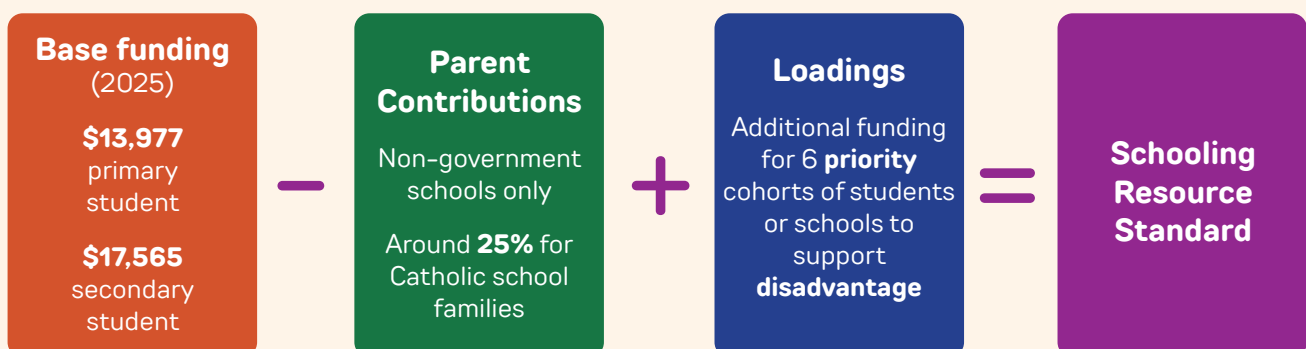 Base funding
(2025)
$13,977
primary
student
$17,565
secondary
student
−
Parent
Contributions
Non-government
schools only
Around 25% for
Catholic school
families
+
Loadings
Additional funding
for 6 priority
cohorts of students
or schools to
support
disadvantage
=
Schooling
Resource
Standard